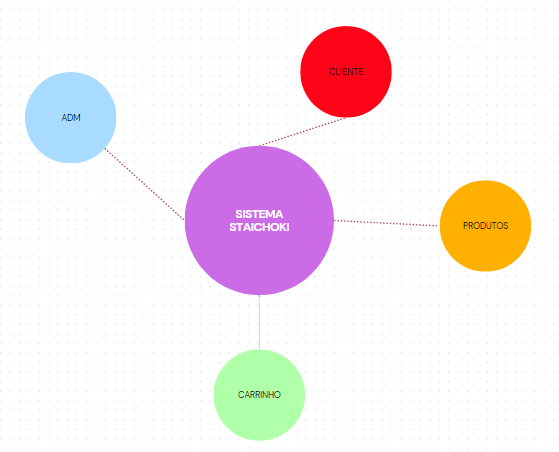 CLIENTE
ADM
SISTEMA
STAICHOKI
PRODUTOS
CARRINHO